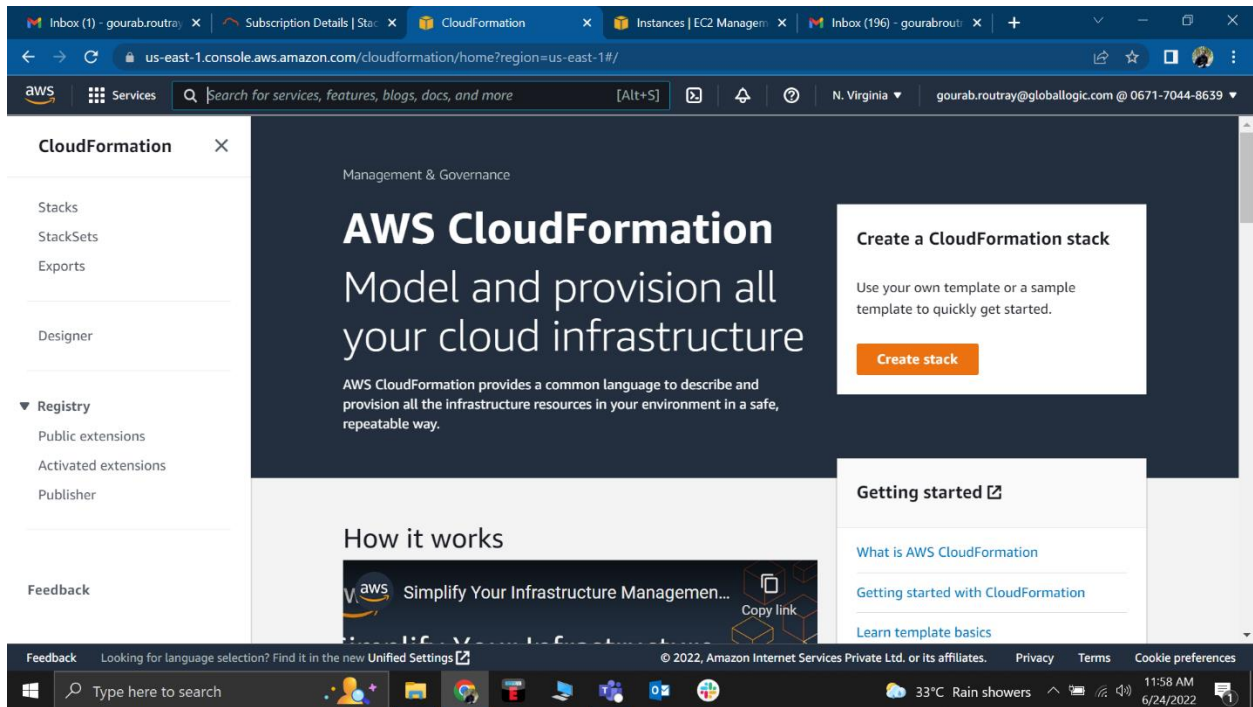 Inbox (1) - gourab.routray
Subscription Details | Stac
CloudFormation
Instances | EC2 Managem
Inbox (196) - gourabroutr
us-east-1.console.aws.amazon.com/cloudformation/home?region=us-east-1#/
aws
Services
Search for services, features, blogs, docs, and more
[Alt+S]
N. Virginia ▼
gourab.routray@globallogic.com @ 0671-7044-8639 ▼
CloudFormation
Stacks
StackSets
Exports
Designer
▼ Registry
Public extensions
Activated extensions
Publisher
Feedback
Management & Governance
AWS CloudFormation
Model and provision all
your cloud infrastructure
AWS CloudFormation provides a common language to describe and
provision all the infrastructure resources in your environment in a safe,
repeatable way.
Create a CloudFormation stack
Use your own template or a sample
template to quickly get started.
Create stack
How it works
aws
Simplify Your Infrastructure Managemen...
Copy link
Getting started
What is AWS CloudFormation
Getting started with CloudFormation
Learn template basics
Feedback
Looking for language selection? Find it in the new Unified Settings
© 2022, Amazon Internet Services Private Ltd. or its affiliates.
Privacy
Terms
Cookie preferences
Type here to search
33°C Rain showers
11:58 AM
6/24/2022
1